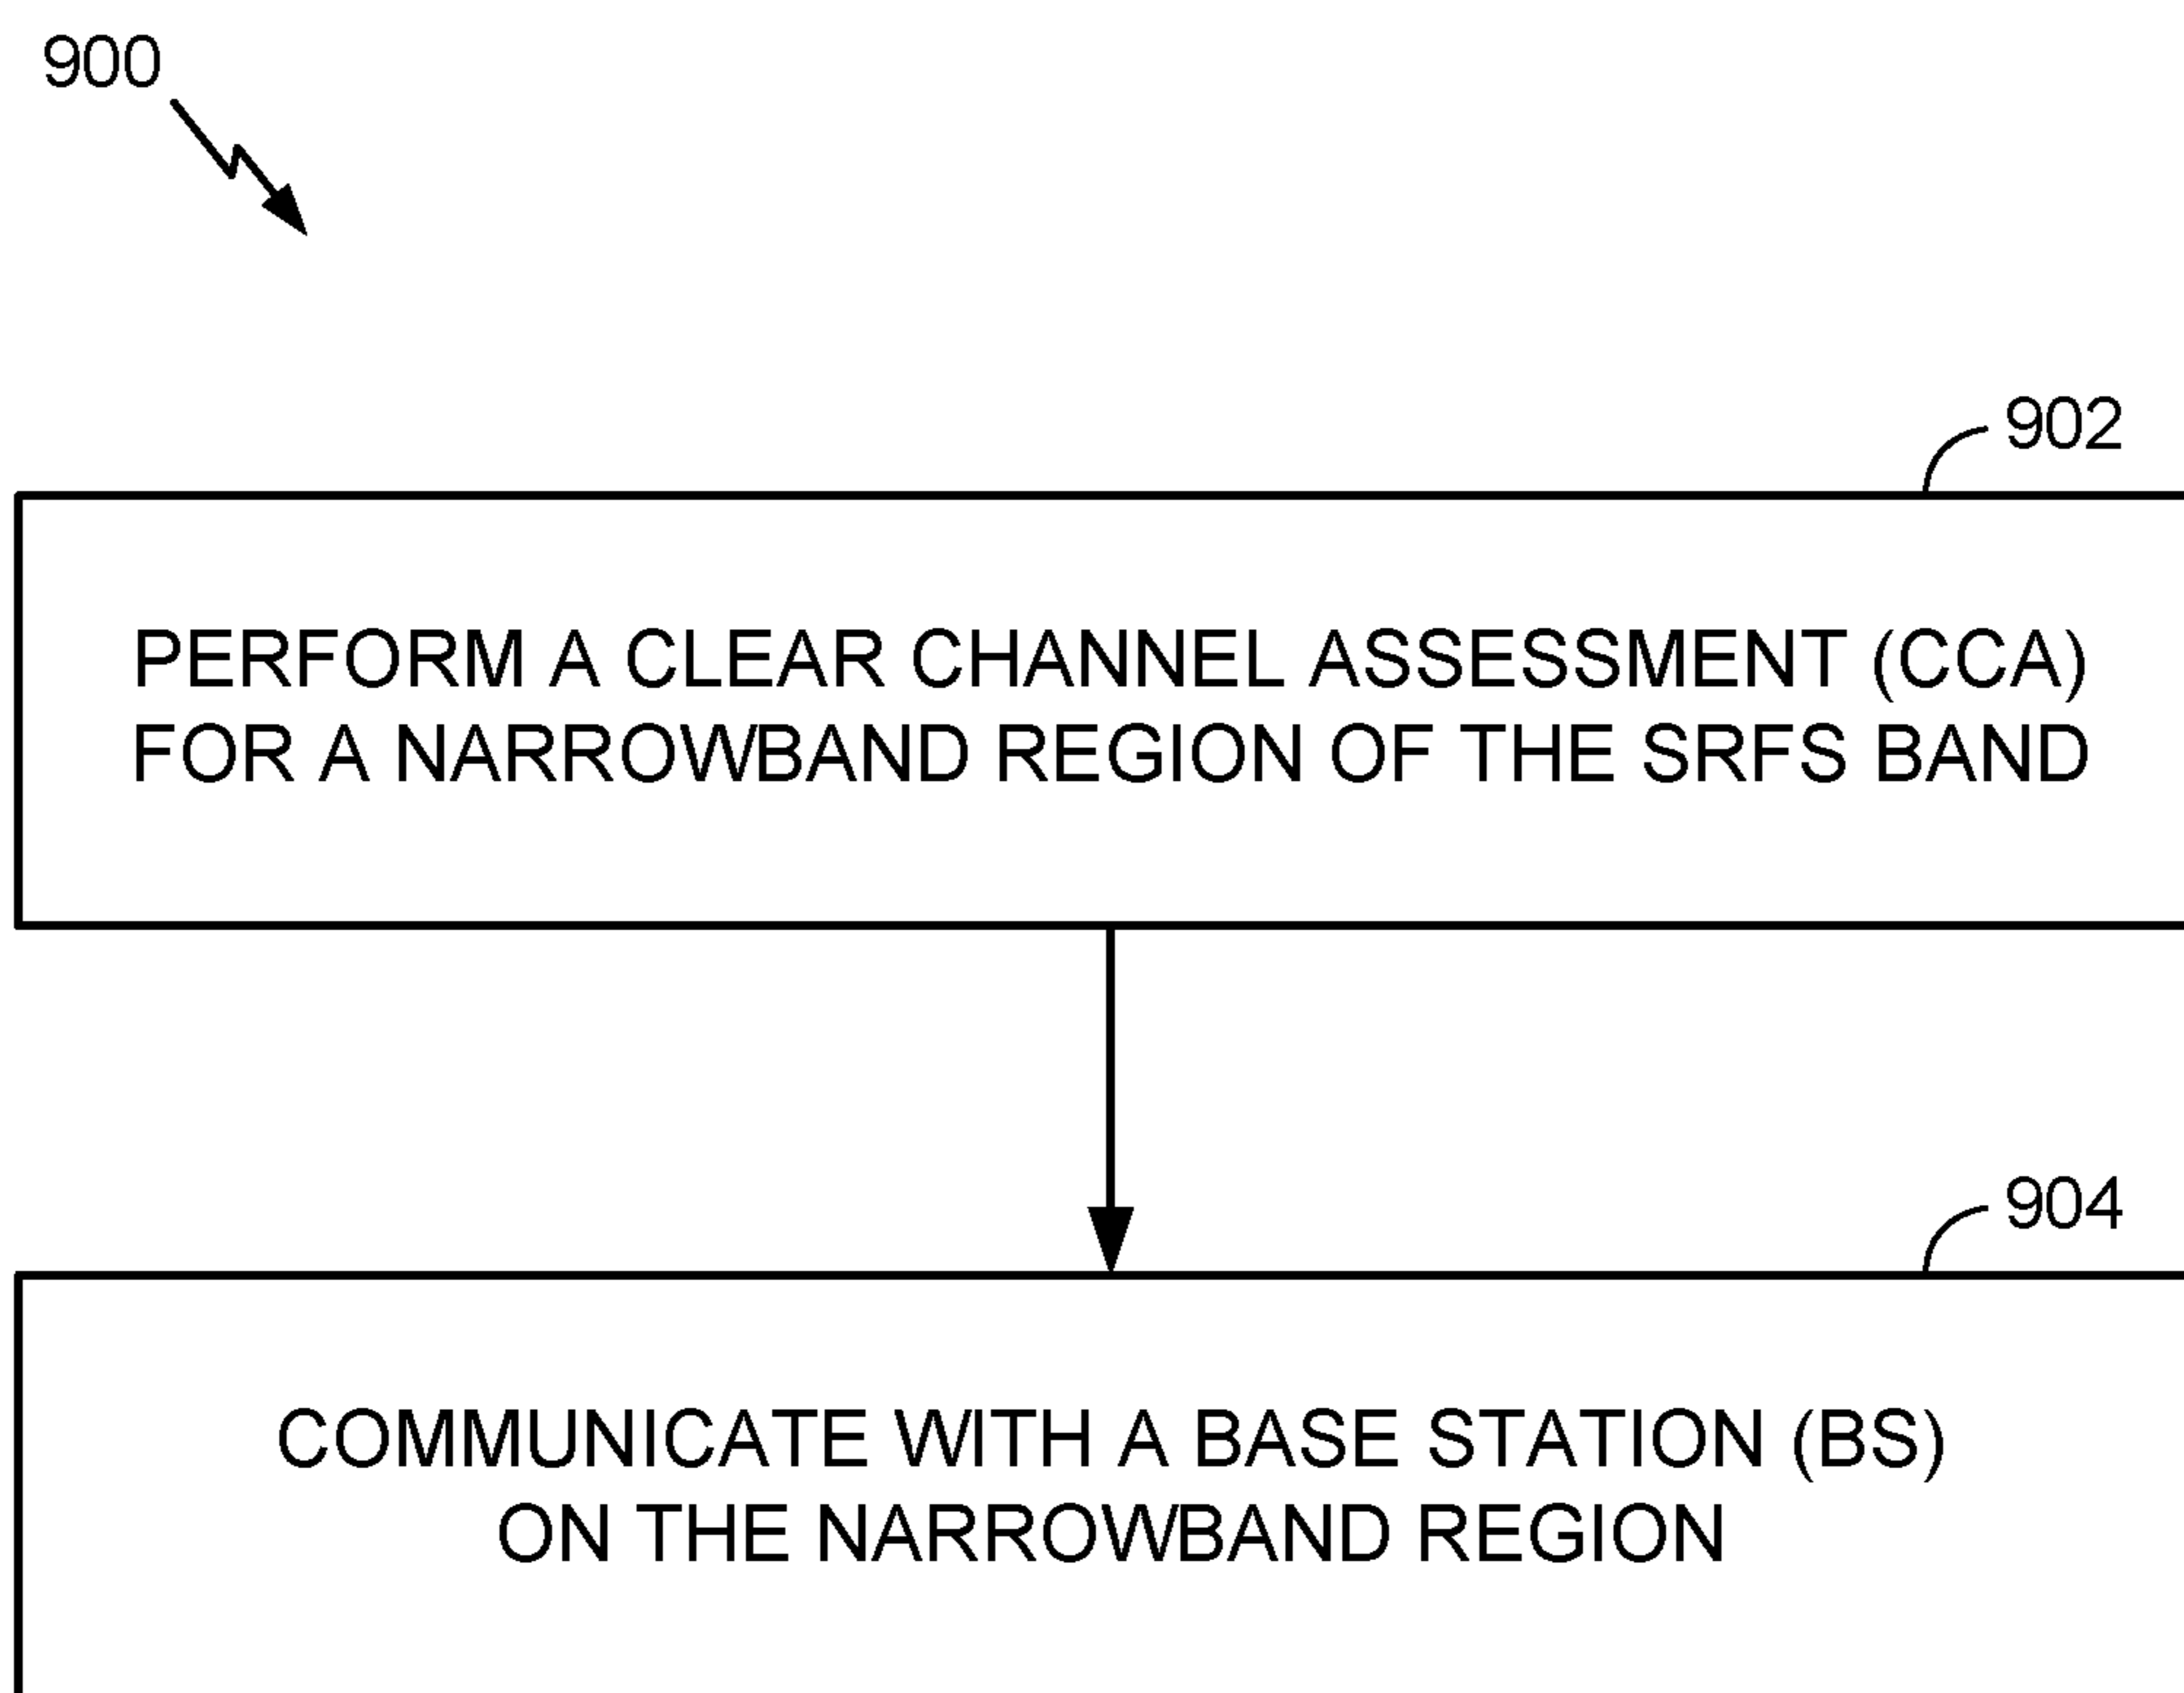 900
902
PERFORM A CLEAR CHANNEL ASSESSMENT (CCA)
FOR A NARROWBAND REGION OF THE SRFS BAND
904
COMMUNICATE WITH A BASE STATION (BS)
ON THE NARROWBAND REGION